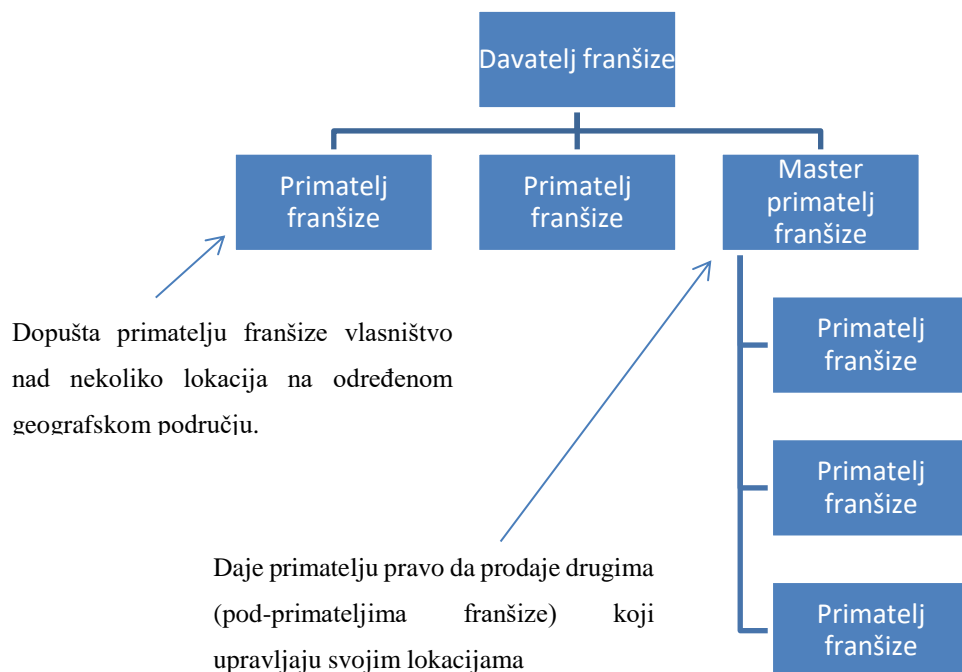 Davatelj franšize
Primatelj
franšize
Primatelj
franšize
Master
primatelj
franšize
Dopušta primatelju franšize vlasništvo
nad nekoliko lokacija na određenom
geografskom području.
Primatelj
franšize
Primatelj
franšize
Daje primatelju pravo da prodaje drugima
(pod-primateljima franšize) koji
upravljaju svojim lokacijama
Primatelj
franšize